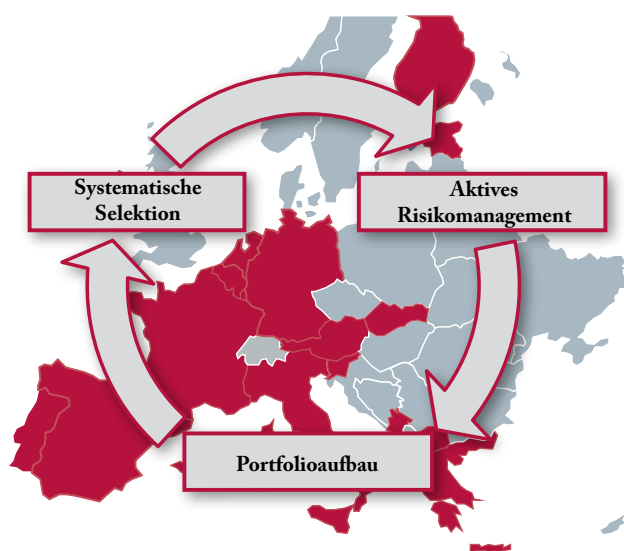 Systematische
Selektion
Aktives
Risikomanagement
Portfolioaufbau